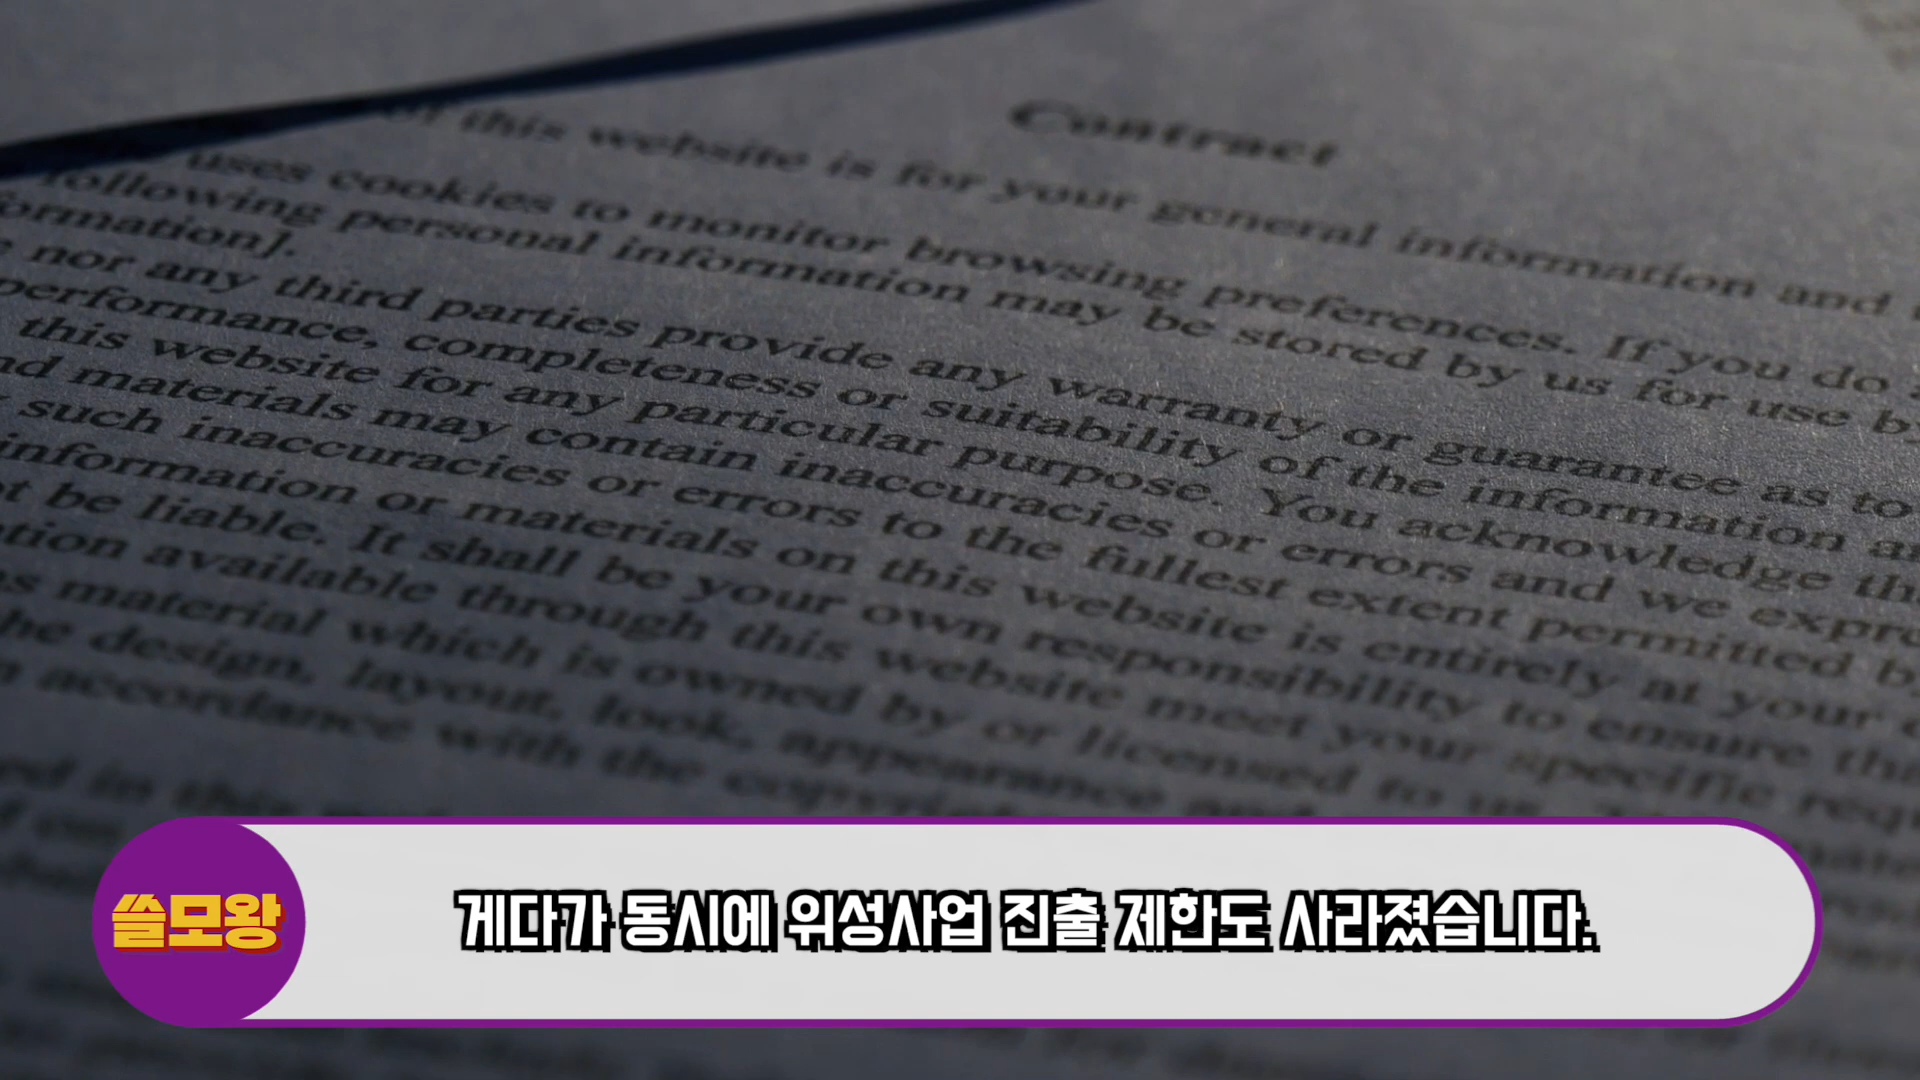 Contract
of this website is for your general information and
uses cookies to monitor browsing preferences. If you do
following personal information may be stored by us for use
formation].
nor any third parties provide any warranty or guarantee as to
performance, completeness or suitability of the information
this website for any particular purpose. You acknowledge
materials may contain inaccuracies or errors and we
such inaccuracies or errors to the fullest extent permitted
information or materials on this website is entirely at your
be liable. It shall be your own responsibility to ensure
available through this website meet your specific
material which is owned by or licensed to us.
design, layout, look, appearance and
accordance with the
in this
쓸모왕
게다가 동시에 위성사업 진출 제한도 사라졌습니다.